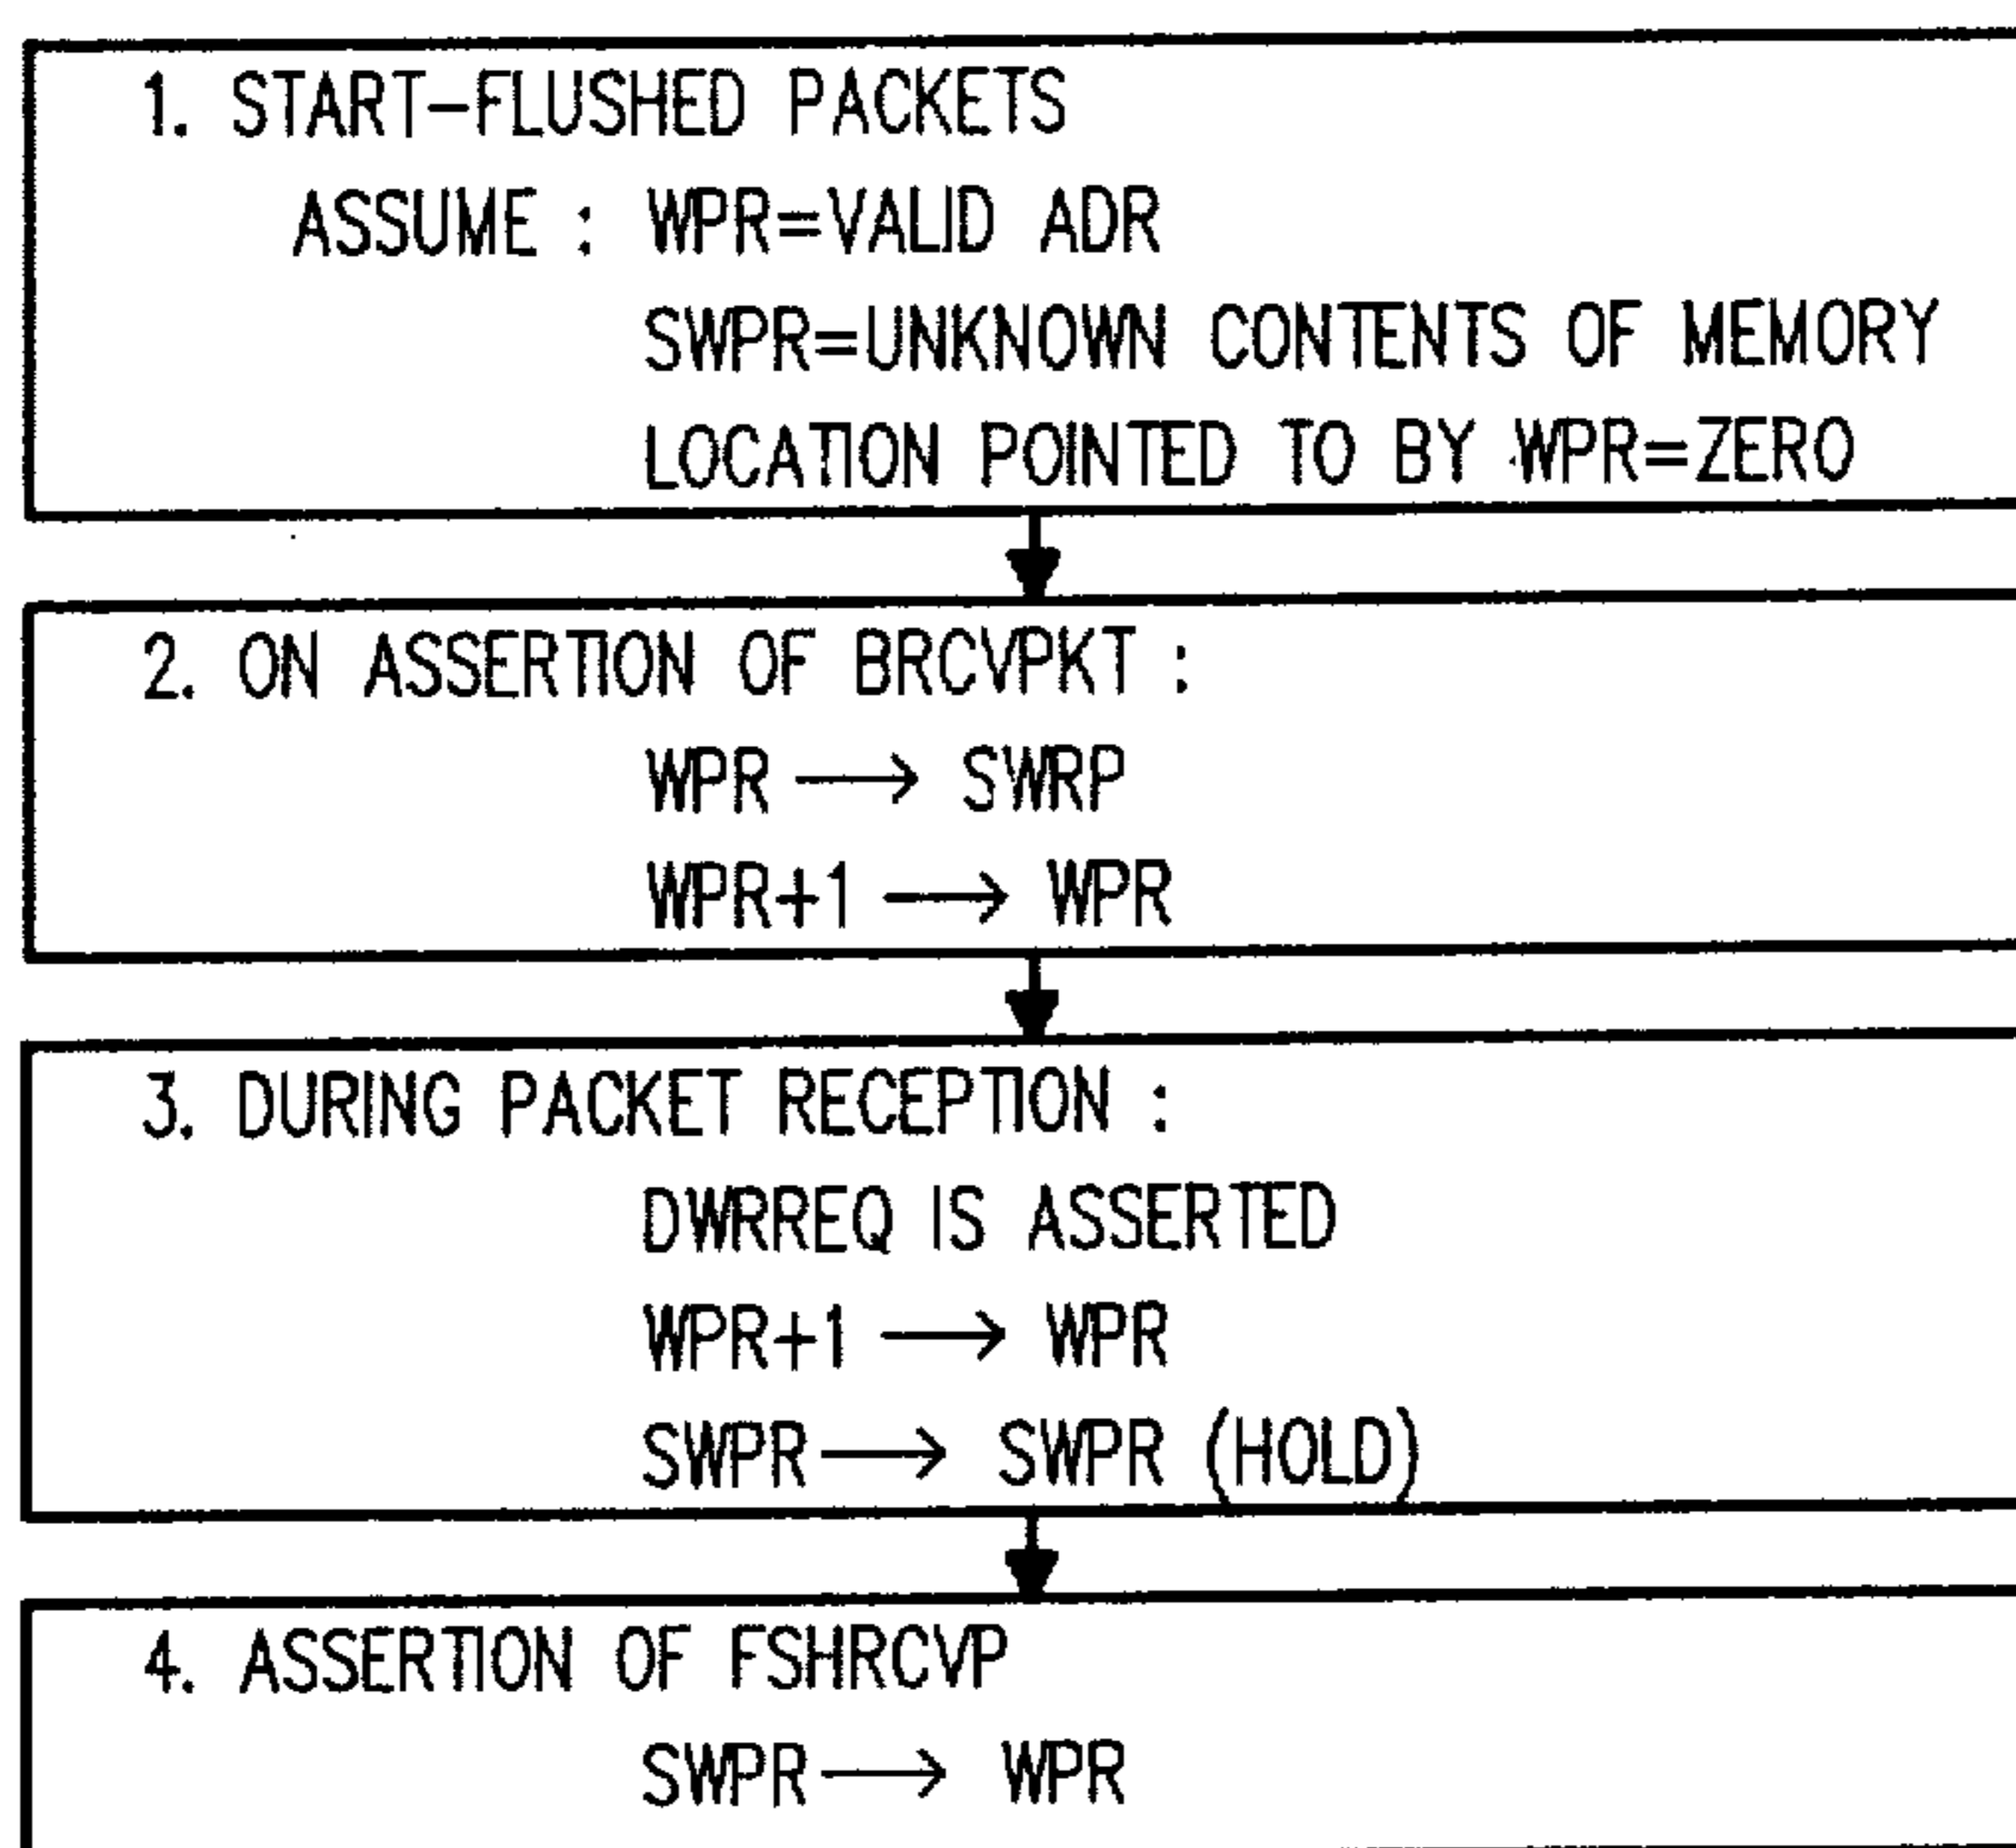 1. START-FLUSHED PACKETS
ASSUME : WPR=VALID ADR
SWPR=UNKNOWN CONTENTS OF MEMORY
LOCATION POINTED TO BY WPR=ZERO
2. ON ASSERTION OF BRCVPKT :
WPR → SWRP
WPR+1 → WPR
3. DURING PACKET RECEPTION :
DWRREQ IS ASSERTED
WPR+1 → WPR
SWPR → SWPR (HOLD)
4. ASSERTION OF FSHRCVP
SWPR → WPR